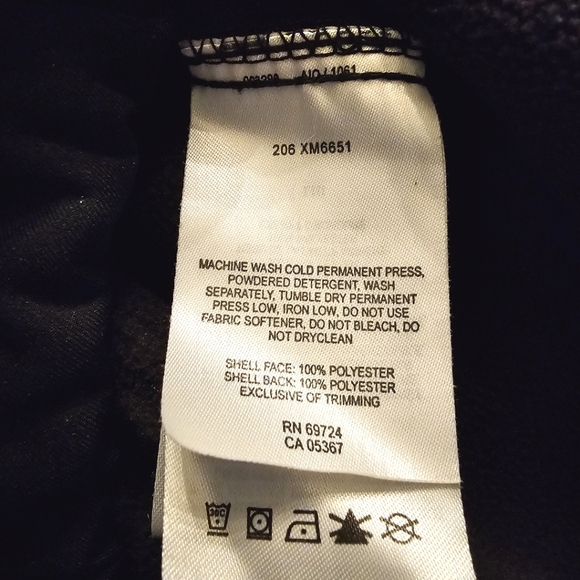 206 XM6651
MACHINE WASH COLD PERMANENT PRESS,
POWDERED DETERGENT, WASH
SEPARATELY, TUMBLE DRY PERMANENT
PRESS LOW, IRON LOW, DO NOT USE
FABRIC SOFTENER, DO NOT BLEACH, DO
NOT DRYCLEAN
SHELL FACE: 100% POLYESTER
SHELL BACK: 100% POLYESTER
EXCLUSIVE OF TRIMMING
RN 69724
CA 05367
30C